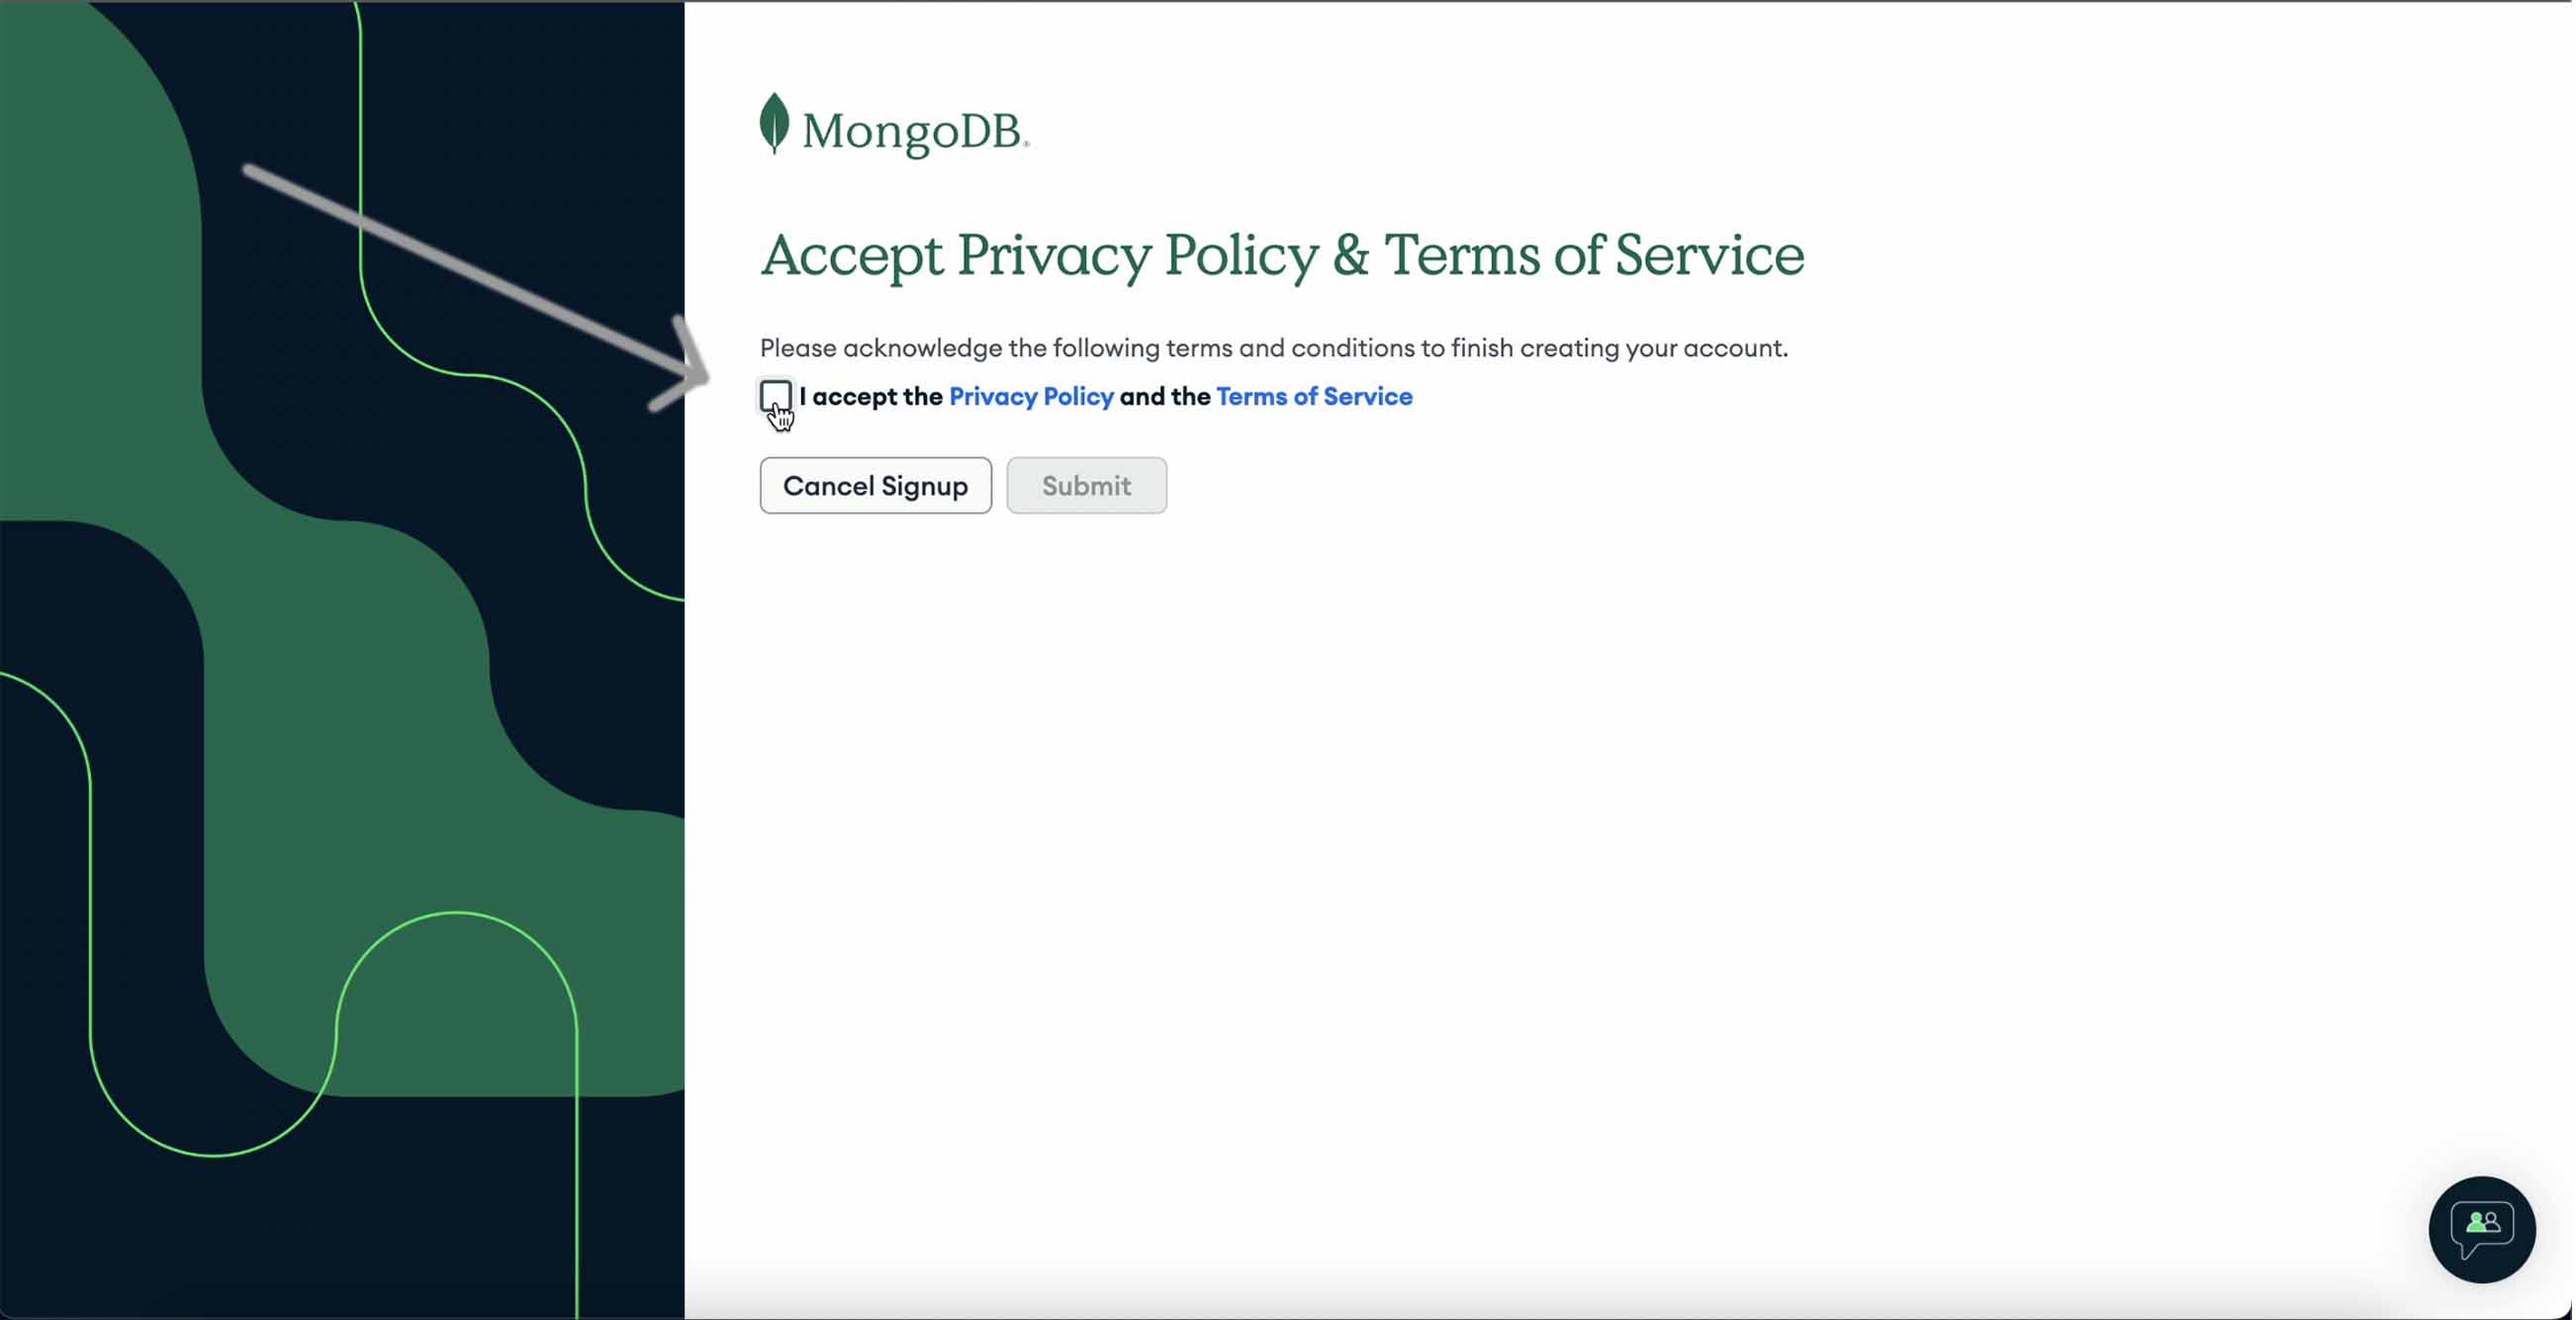 MongoDB®
Accept Privacy Policy & Terms of Service
Please acknowledge the following terms and conditions to finish creating your account.
I accept the Privacy Policy and the Terms of Service
Cancel Signup Submit